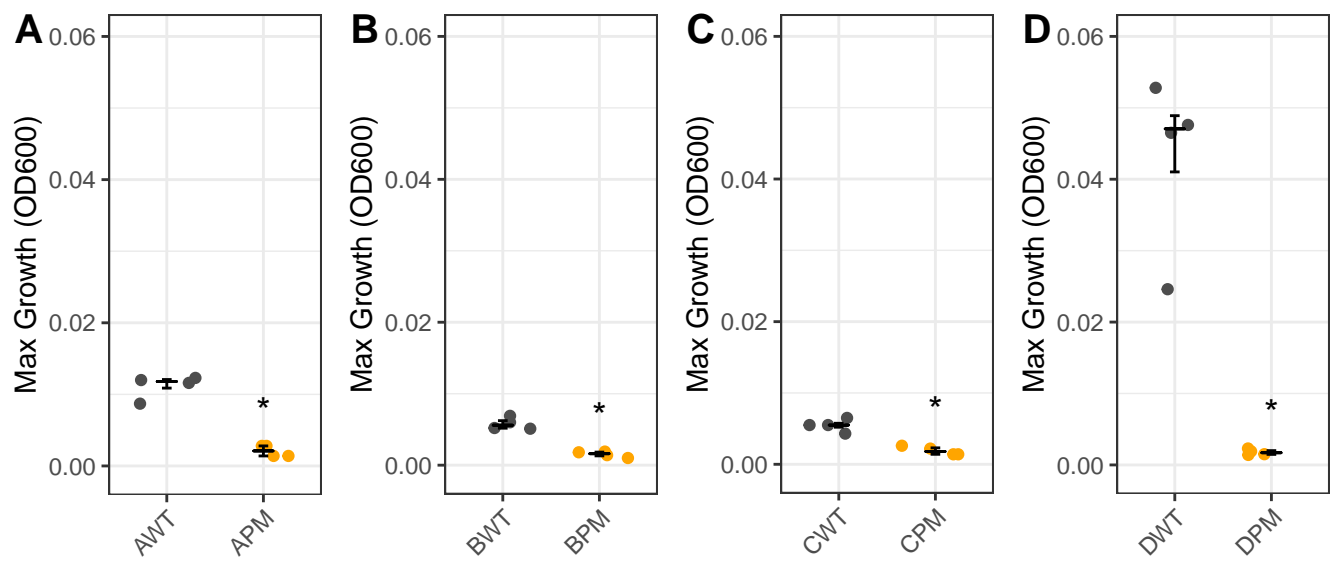 A
Max Growth (OD600)
0.06
0.04
0.02
0.00
*
AWT
APM
B
Max Growth (OD600)
0.06
0.04
0.02
0.00
*
BWT
BPM
C
Max Growth (OD600)
0.06
0.04
0.02
0.00
*
CWT
CPM
D
Max Growth (OD600)
0.06
0.04
0.02
0.00
*
DWT
DPM